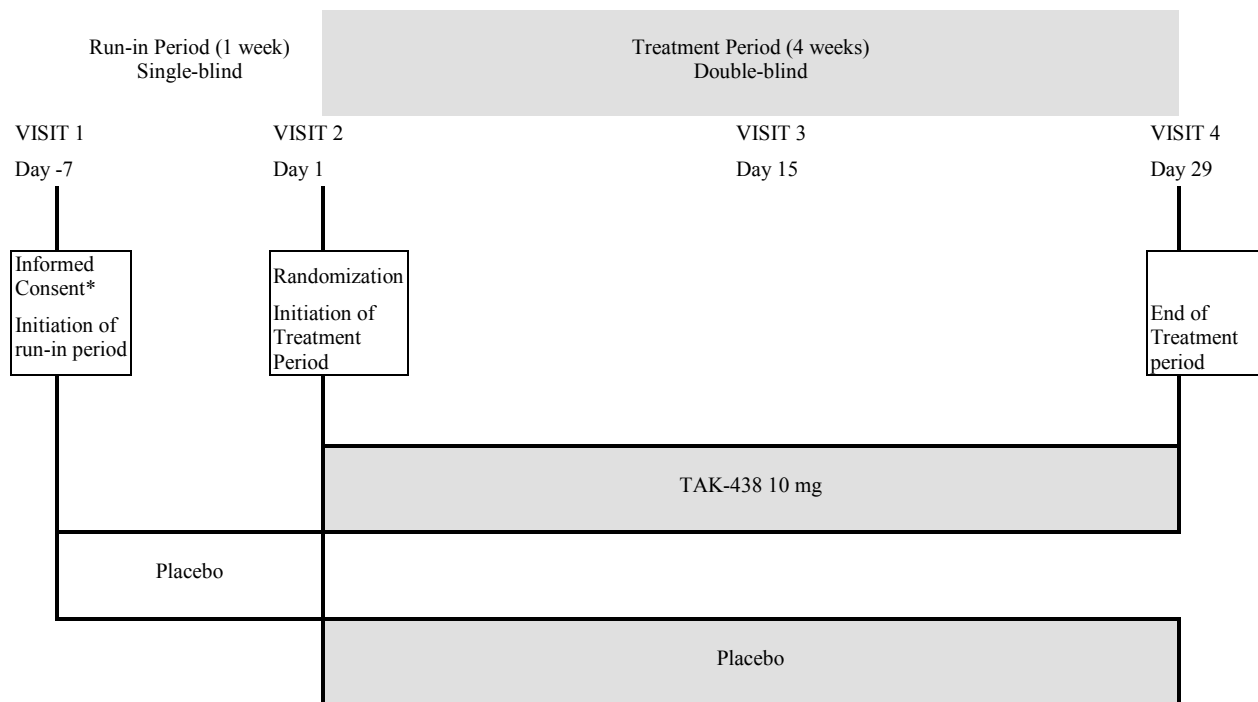 Run-in Period (1 week)
Single-blind
Treatment Period (4 weeks)
Double-blind
VISIT 1
Day -7
VISIT 2
Day 1
VISIT 3
Day 15
VISIT 4
Day 29
Informed
Consent*
Initiation of
run-in period
Randomization
Initiation of
Treatment
Period
End of
Treatment
period
TAK-438 10 mg
Placebo
Placebo